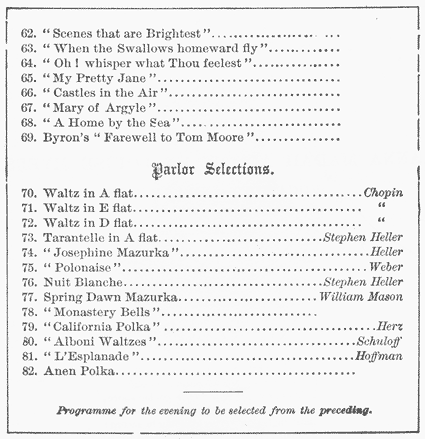 62. "Scenes that are Brightest"
63. "When the Swallows homeward fly"
64. "Oh! whisper what Thou feelest"
65. "My Pretty Jane"
66. "Castles in the Air"
67. "Mary of Argyle"
68. "A Home by the Sea"
69. Byron's "Farewell to Tom Moore"
Parlor Selections.
70. Waltz in A flat Chopin
71. Waltz in E flat "
72. Waltz in D flat "
73. Tarantelle in A flat Stephen Heller
74. "Josephine Mazurka" Heller
75. "Polonaise" Weber
76. Nuit Blanche Stephen Heller
77. Spring Dawn Mazurka William Mason
78. "Monastery Bells"
79. "California Polka" Herz
80. "Alboni Waltzes" Schuloff
81. "L'Esplanade" Hoffman
82. Anen Polka
Programme for the evening to be selected from the preceding.